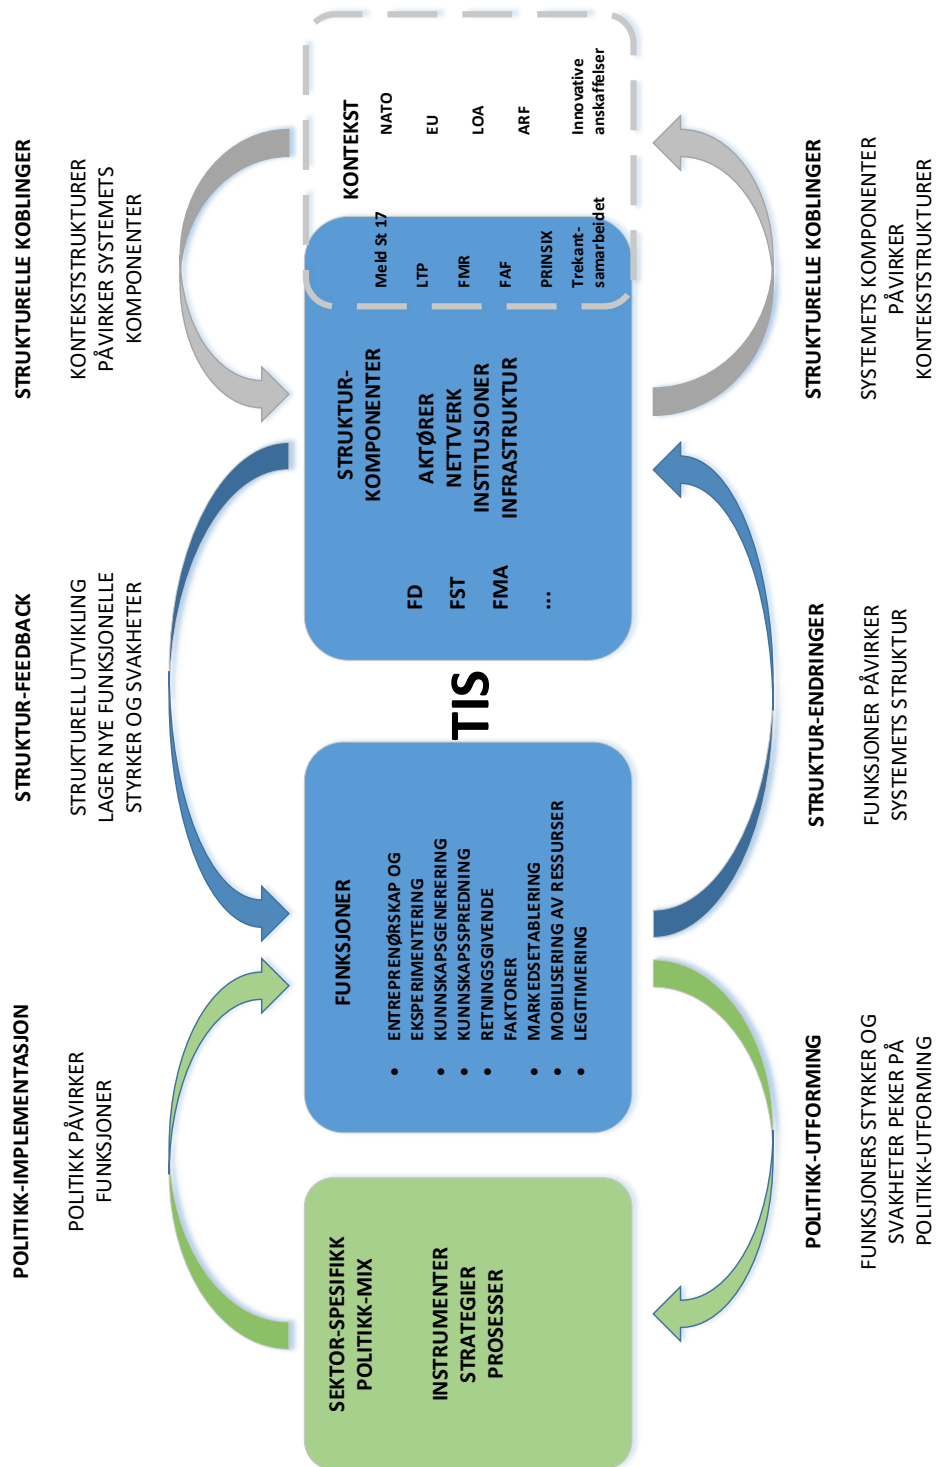 POLITIKK-IMPLEMENTASJON
POLITIKK PÅVIRKER
FUNKSJONER
STRUKTUR-FEEDBACK
STRUKTURELL UTVIKLING
LAGER NYE FUNKSJONELLE
STYRKER OG SVAKHETER
STRUKTURELLE KOBLINGER
KONTEKSTSTRUKTURER
PÅVIRKER SYSTEMETS
KOMPONENTER
SEKTOR-SPESIFIKK
POLITIKK-MIX
INSTRUMENTER
STRATEGIER
PROSESSER
FUNKSJONER
• ENTREPRENØRSKAP OG
EKSPERIMENTERING
• KUNNSKAPSGENERERING
• KUNNSKAPSSPREDNING
• RETNINGSGIVENDE
FAKTORER
• MARKEDSETABLERING
• MOBILISERING AV RESSURSER
• LEGITIMERING
TIS
STRUKTUR-
KOMPONENTER
FD
FST
FMA
...
AKTØRER
NETTVERK
INSTITUSJONER
INFRASTRUKTUR
KONTEKST
Meld St 17
LTP
FMR
FAF
PRINSIX
Trekant-
samarbeidet
NATO
EU
LOA
ARF
Innovative
anskaffelser
POLITIKK-UTFORMING
FUNKSJONERS STYRKER OG
SVAKHETER PEKER PÅ
POLITIKK-UTFORMING
STRUKTUR-ENDRINGER
FUNKSJONER PÅVIRKER
SYSTEMETS STRUKTUR
STRUKTURELLE KOBLINGER
SYSTEMETS KOMPONENTER
PÅVIRKER
KONTEKSTSTRUKTURER